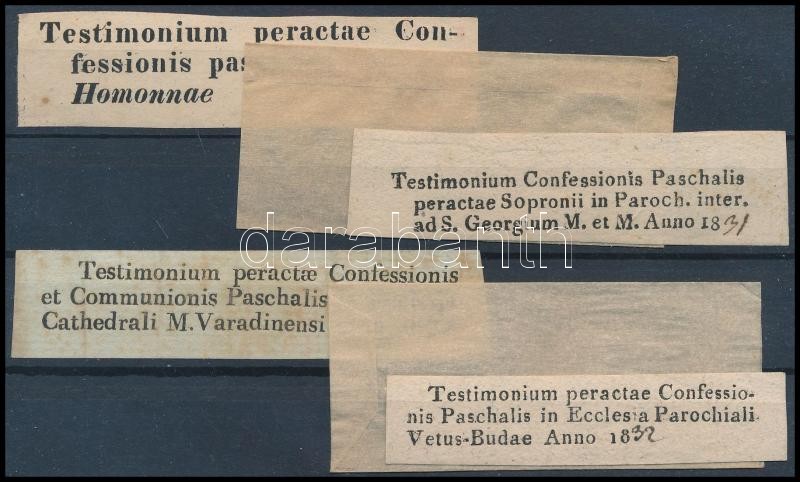 Testimonium peractae Con-
fessionis pas
Homonnae
Testimonium Confessionis Paschalis
peractae Sopronii in Paroch. inter.
ad S. Georgium M. et M. Anno 1831
darabanth
Testimonium peractæ Confessionis
et Communionis Paschalis
Cathedrali M. Varadinensi
Testimonium peractae Confessio-
nis Paschalis in Ecclesia Parochiali
Vetus-Budae Anno 1832